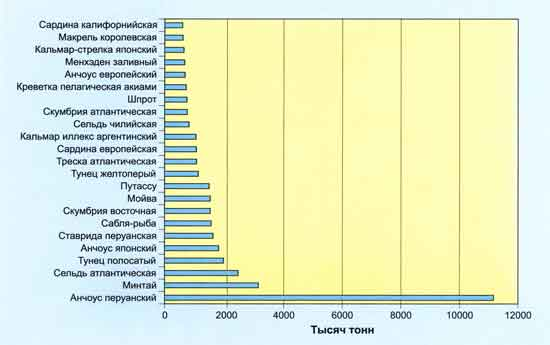 Сардина калифорнийская
Макрель королевская
Кальмар-стрелка японский
Менхэден заливный
Анчоус европейский
Креветка пелагическая акиами
Шпрот
Скумбрия атлантическая
Сельдь чилийская
Кальмар иллекс аргентинский
Сардина европейская
Треска атлантическая
Тунец желтоперый
Путассу
Мойва
Скумбрия восточная
Сабля-рыба
Ставрида перуанская
Анчоус японский
Тунец полосатый
Сельдь атлантическая
Минтай
Анчоус перуанский
0 2000 4000 6000 8000 10000 12000
Тысяч тонн